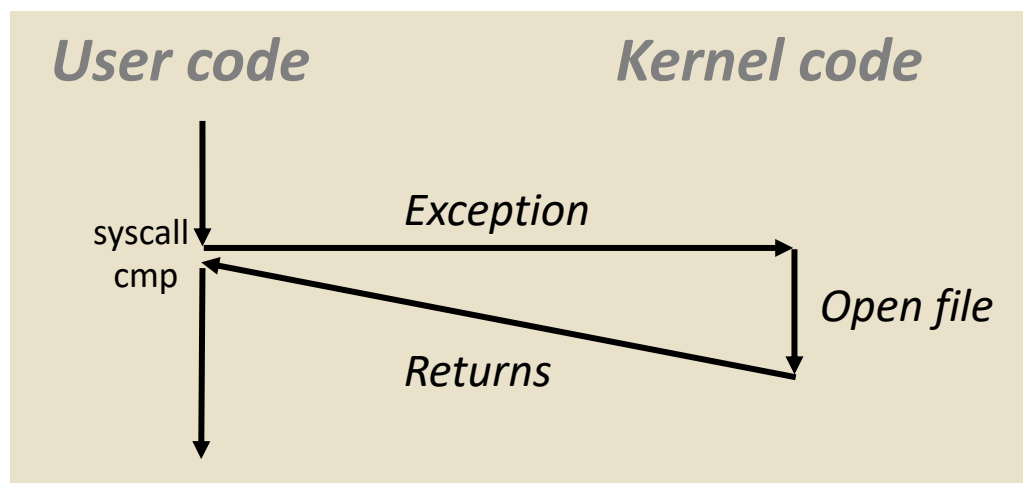 User code
Kernel code
Exception
syscall
cmp
Open file
Returns